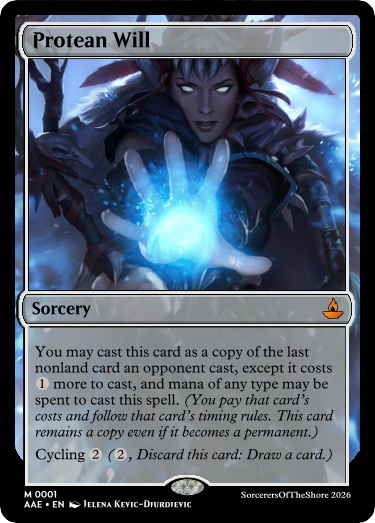 Protean Will
Sorcery
You may cast this card as a copy of the last
nonland card an opponent cast, except it costs
1 more to cast, and mana of any type may be
spent to cast this spell. (You pay that card's
costs and follow that card's timing rules. This card
remains a copy even if it becomes a permanent.)
Cycling 2 (2, Discard this card: Draw a card.)
M 0001
SorcerersOfTheShore 2026
AAE • EN Jelena Kevic-Djurdjevic